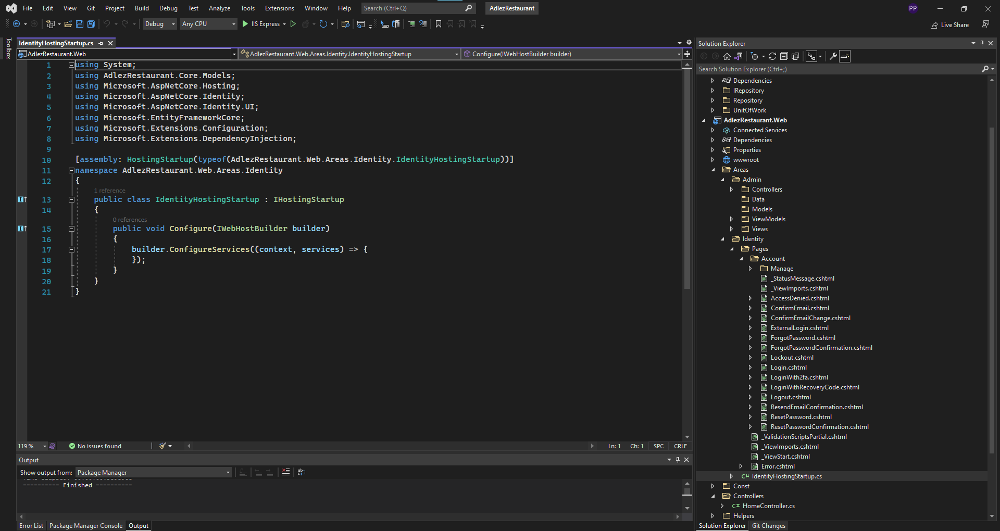 File Edit View Git Project Build Debug Test Analyze Tools Extensions Window Help Search (Ctrl+Q) AdlezRestaurant PP
Debug Any CPU IIS Express Live Share
Toolbox
IdentityHostingStartup.cs
AdlezRestaurant.Web AdlezRestaurant.Web.Areas.Identity.IdentityHostingStartup Configure(IWebHostBuilder builder)
1 using System;
2 using AdlezRestaurant.Core.Models;
3 using Microsoft.AspNetCore.Hosting;
4 using Microsoft.AspNetCore.Identity;
5 using Microsoft.AspNetCore.Identity.UI;
6 using Microsoft.EntityFrameworkCore;
7 using Microsoft.Extensions.Configuration;
8 using Microsoft.Extensions.DependencyInjection;
9
10 [assembly: HostingStartup(typeof(AdlezRestaurant.Web.Areas.Identity.IdentityHostingStartup))]
11 namespace AdlezRestaurant.Web.Areas.Identity
12 {
1 reference
13 public class IdentityHostingStartup : IHostingStartup
14 {
0 references
15 public void Configure(IWebHostBuilder builder)
16 {
17 builder.ConfigureServices((context, services) => {
18 });
19 }
20 }
21 }
119 % No issues found Ln: 1 Ch: 1 SPC CRLF
Output
Show output from: Package Manager
========== Finished ==========
Error List Package Manager Console Output
Solution Explorer
Search Solution Explorer (Ctrl+;)
Dependencies
IRepository
Repository
UnitOfWork
AdlezRestaurant.Web
Connected Services
Dependencies
Properties
wwwroot
Areas
Admin
Controllers
Data
Models
ViewModels
Views
Identity
Pages
Account
Manage
_StatusMessage.cshtml
_ViewImports.cshtml
AccessDenied.cshtml
ConfirmEmail.cshtml
ConfirmEmailChange.cshtml
ExternalLogin.cshtml
ForgotPassword.cshtml
ForgotPasswordConfirmation.cshtml
Lockout.cshtml
Login.cshtml
LoginWith2fa.cshtml
LoginWithRecoveryCode.cshtml
Logout.cshtml
ResendEmailConfirmation.cshtml
ResetPassword.cshtml
ResetPasswordConfirmation.cshtml
_ValidationScriptsPartial.cshtml
_ViewImports.cshtml
_ViewStart.cshtml
Error.cshtml
C# IdentityHostingStartup.cs
Const
Controllers
C# HomeController.cs
Helpers
Solution Explorer Git Changes